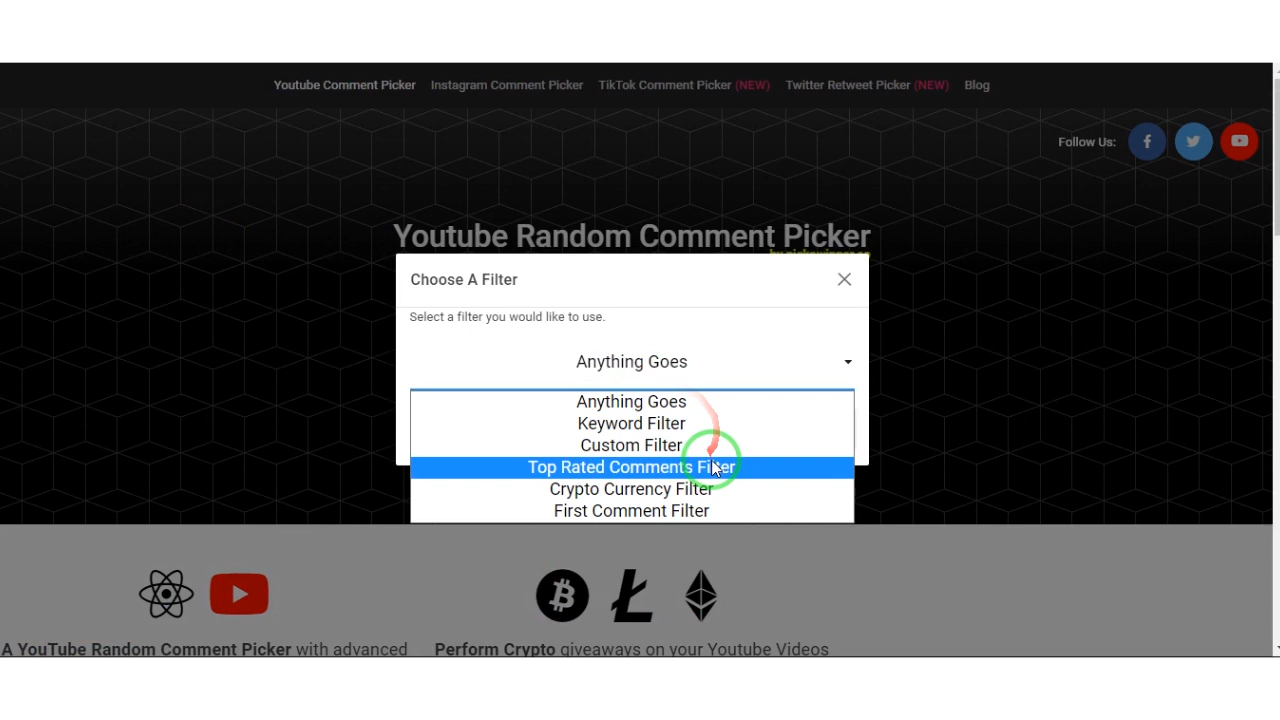 Youtube Comment Picker Instagram Comment Picker TikTok Comment Picker (NEW) Twitter Retweet Picker (NEW) Blog
Follow Us:
Youtube Random Comment Picker
Choose A Filter
Select a filter you would like to use.
Anything Goes
Anything Goes
Keyword Filter
Custom Filter
Top Rated Comments Filter
Crypto Currency Filter
First Comment Filter
A YouTube Random Comment Picker with advanced
Perform Crypto giveaways on your Youtube Videos